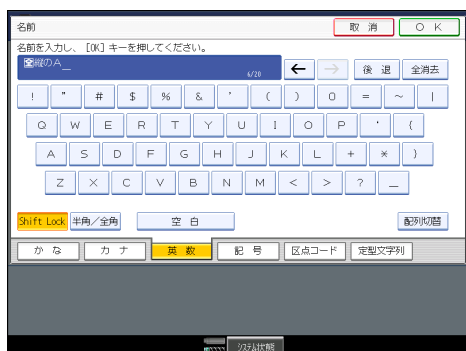 名前
取 消
O K
名前を入力し、 [OK] キーを押してください。
全縦のA_
6/20
← → 後 退 全消去
! " # $ % & ' ( ) 0 = ~ |
Q W E R T Y U I O P ` {
A S D F G H J K L + * }
Z X C V B N M < > ? _
Shift Lock 半角/全角 空 白 配列切替
か な カ ナ 英 数 記 号 区点コード 定型文字列
システム状態